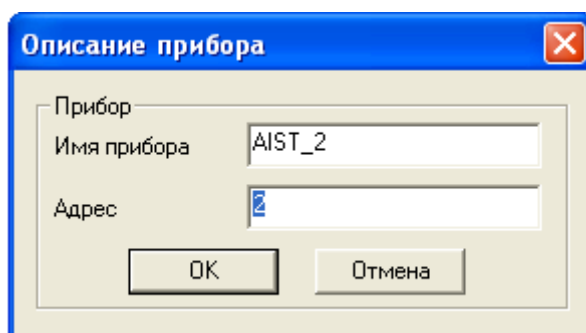 Описание прибора
Прибор
Имя прибора AIST_2
Адрес 2
OK Отмена